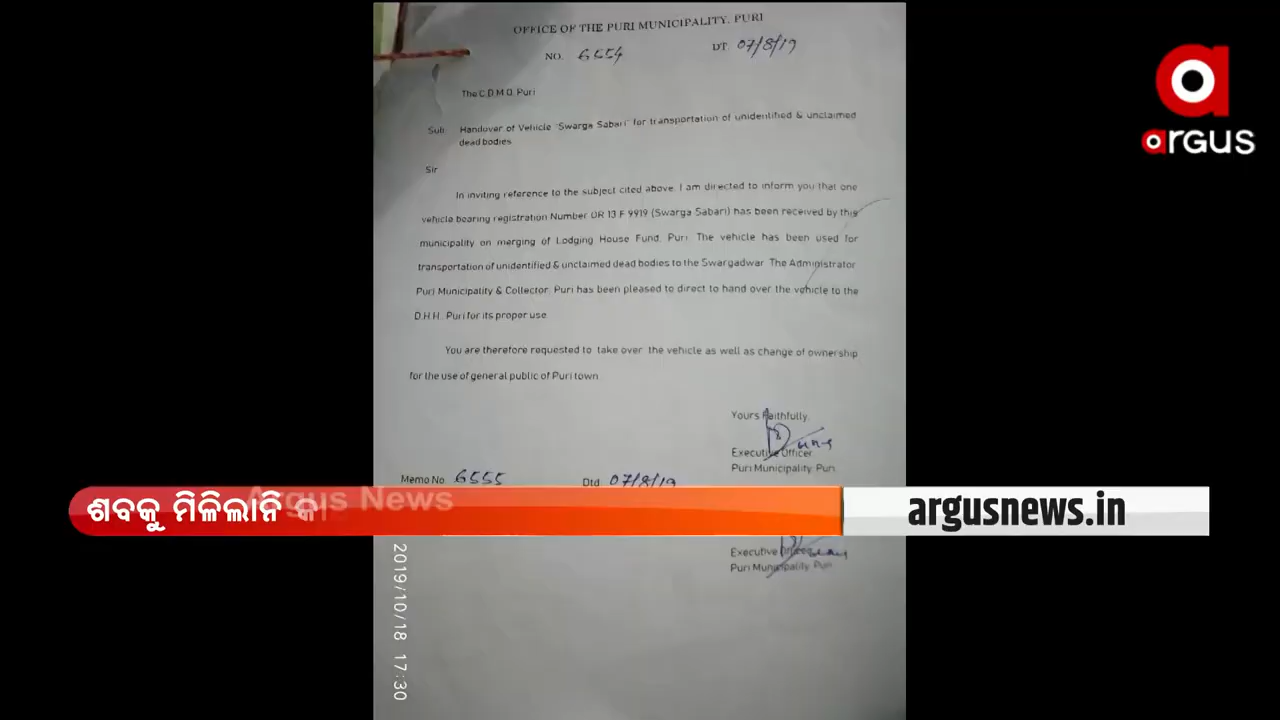 OFFICE OF THE PURI MUNICIPALITY, PURI
NO. 6554 DT. 07/8/19
The C.D.M.O, Puri
Sub: Handover of Vehicle "Swarga Sabari" for transportation of unidentified & unclaimed
dead bodies
Sir
In inviting reference to the subject cited above, I am directed to inform you that one
vehicle bearing registration Number OR 13 F 9919 (Swarga Sabari) has been received by this
municipality on merging of Lodging House Fund, Puri. The vehicle has been used for
transportation of unidentified & unclaimed dead bodies to the Swargadwar. The Administrator
Puri Municipality & Collector, Puri has been pleased to direct to hand over the vehicle to the
D.H.H., Puri for its proper use.
You are therefore requested to take over the vehicle as well as change of ownership
for the use of general public of Puri town.
Yours Faithfully,
Executive Officer
Puri Municipality, Puri
Memo No. 6555 Dtd. 07/8/19
Executive Officer
Puri Municipality, Puri
2019/10/18 17:30
argus
Argus News
ଶବକୁ ମିଳିଲାନି କା
argusnews.in